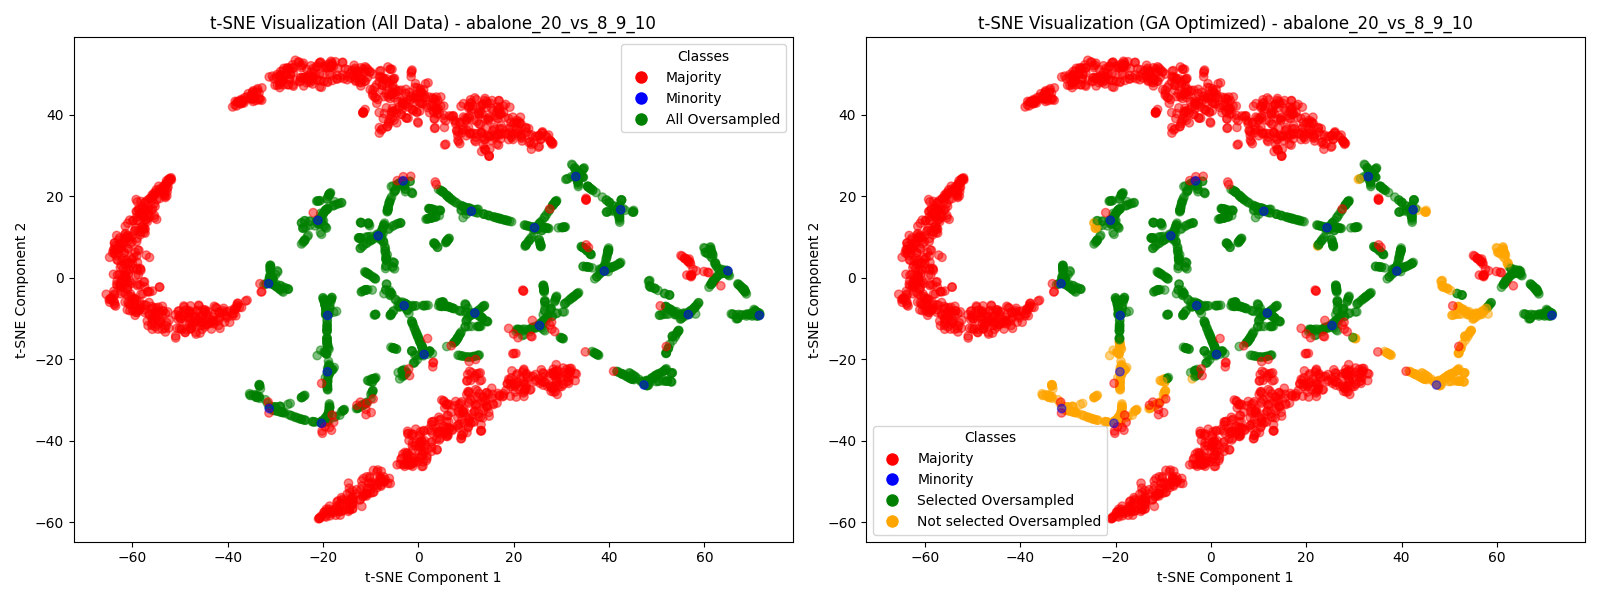 t-SNE Visualization (All Data) - abalone_20_vs_8_9_10
Classes
Majority
Minority
All Oversampled
t-SNE Component 2
40
20
0
−20
−40
−60
−60
−40
−20
0
20
40
60
t-SNE Component 1
t-SNE Visualization (GA Optimized) - abalone_20_vs_8_9_10
t-SNE Component 2
40
20
0
−20
−40
−60
Classes
Majority
Minority
Selected Oversampled
Not selected Oversampled
−60
−40
−20
0
20
40
60
t-SNE Component 1